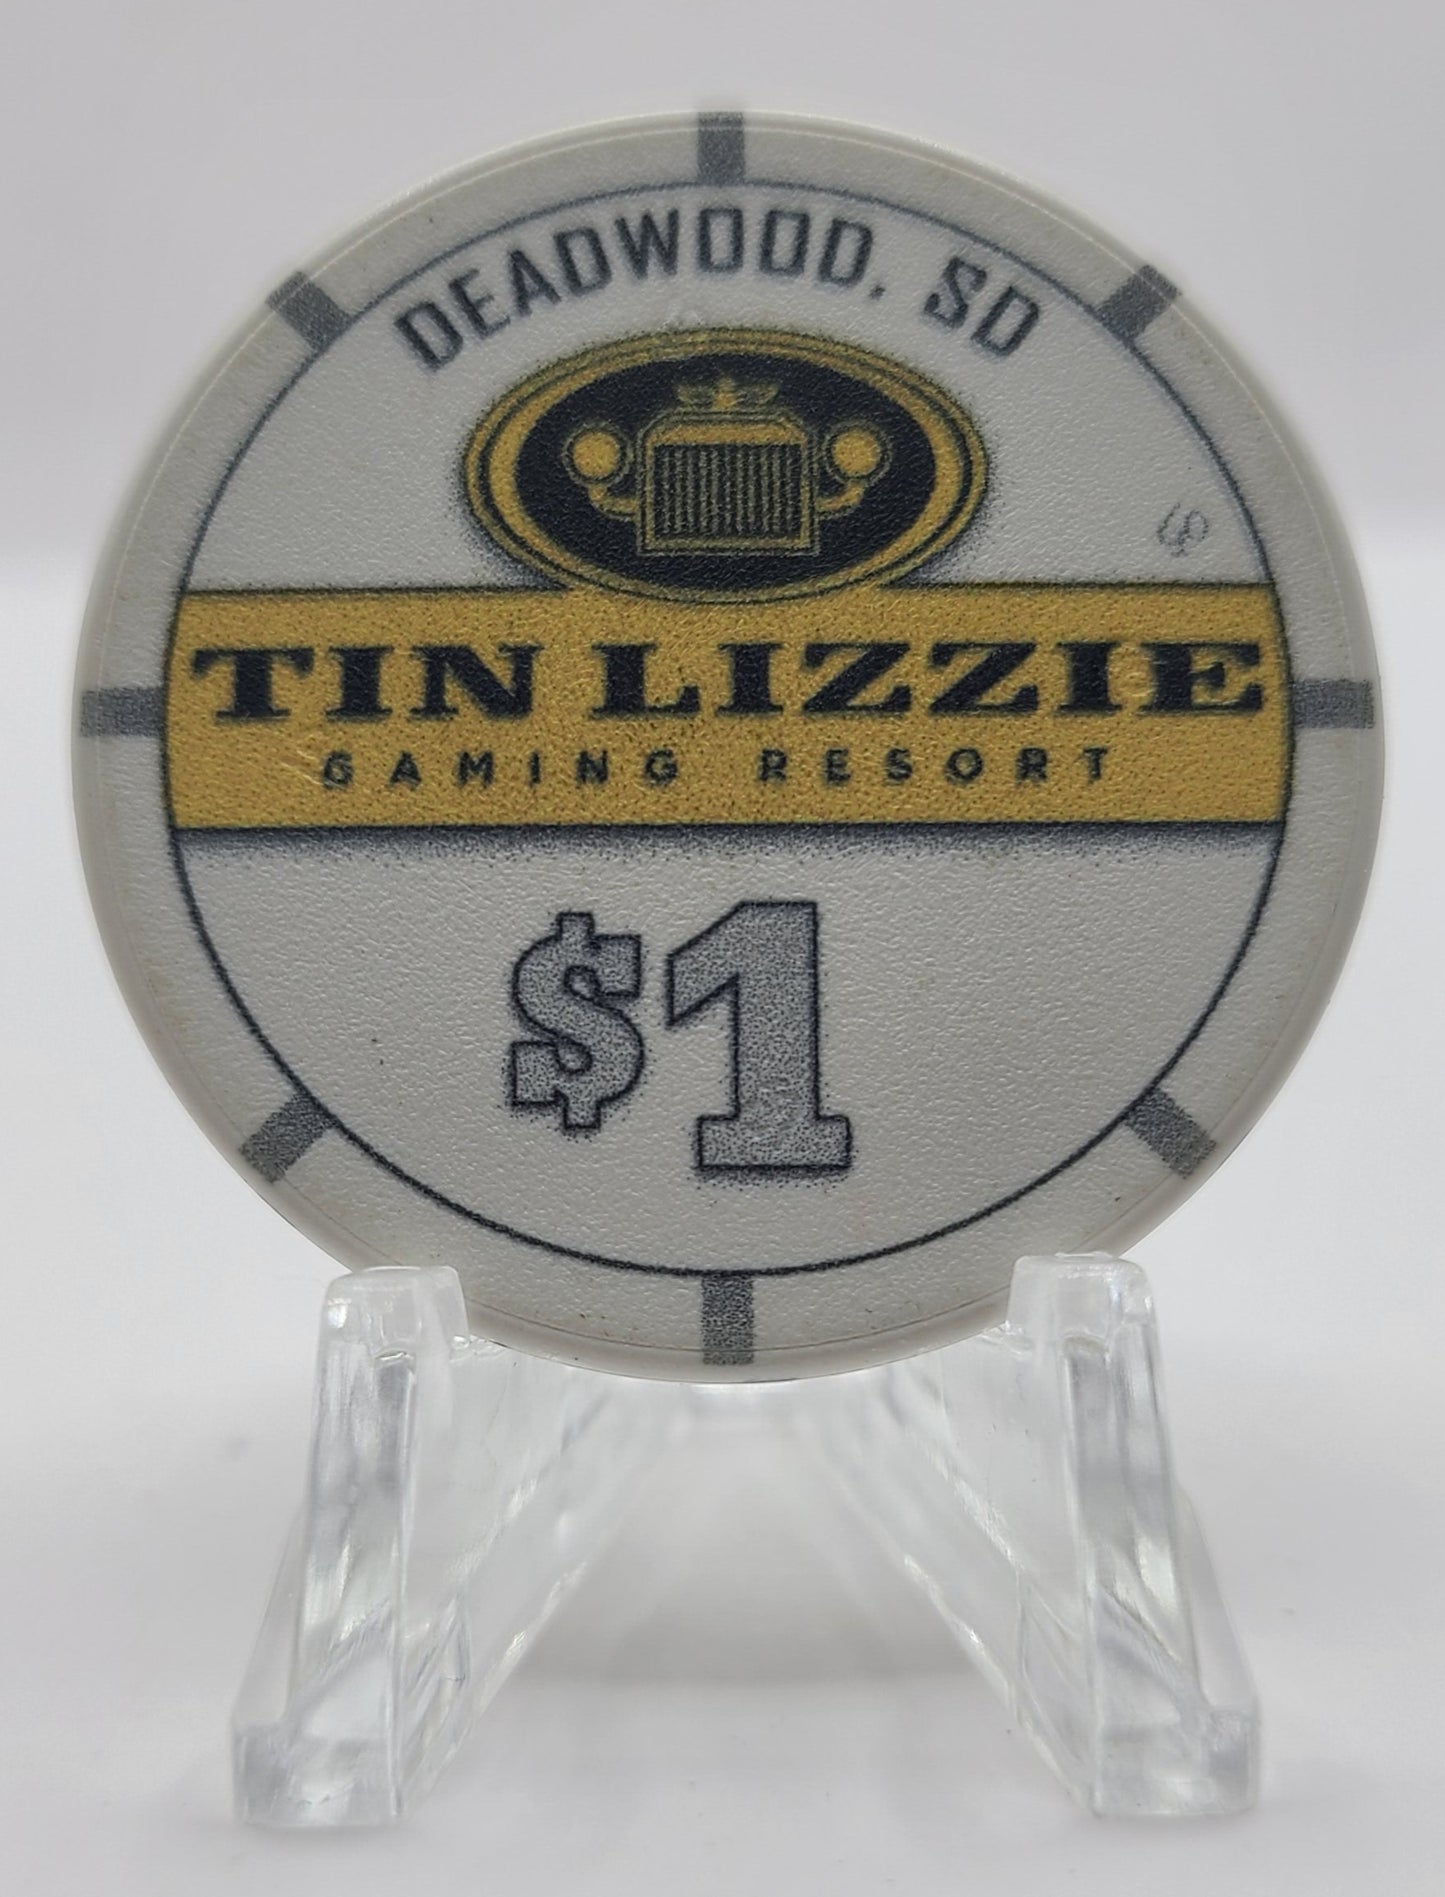 DEADWOOD, SD
TIN LIZZIE
GAMING RESORT
$1